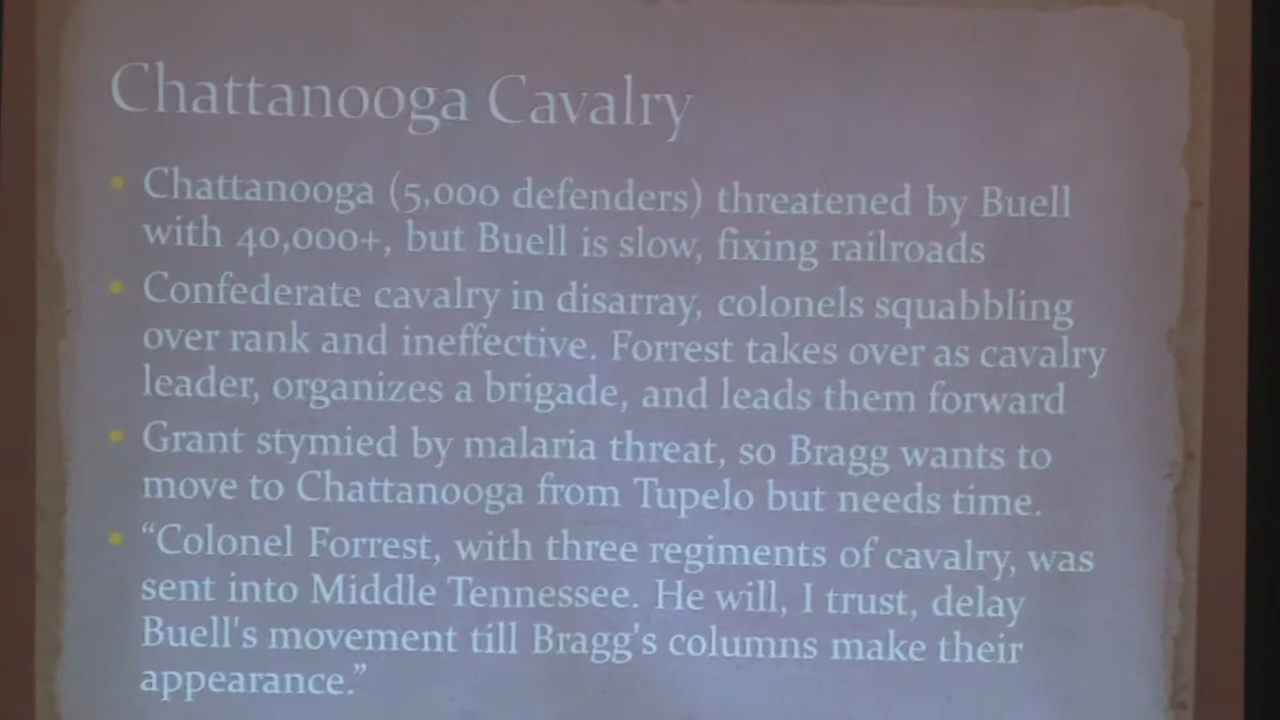 Chattanooga Cavalry
• Chattanooga (5,000 defenders) threatened by Buell
with 40,000+, but Buell is slow, fixing railroads
• Confederate cavalry in disarray, colonels squabbling
over rank and ineffective. Forrest takes over as cavalry
leader, organizes a brigade, and leads them forward
• Grant stymied by malaria threat, so Bragg wants to
move to Chattanooga from Tupelo but needs time.
• “Colonel Forrest, with three regiments of cavalry, was
sent into Middle Tennessee. He will, I trust, delay
Buell's movement till Bragg's columns make their
appearance.”